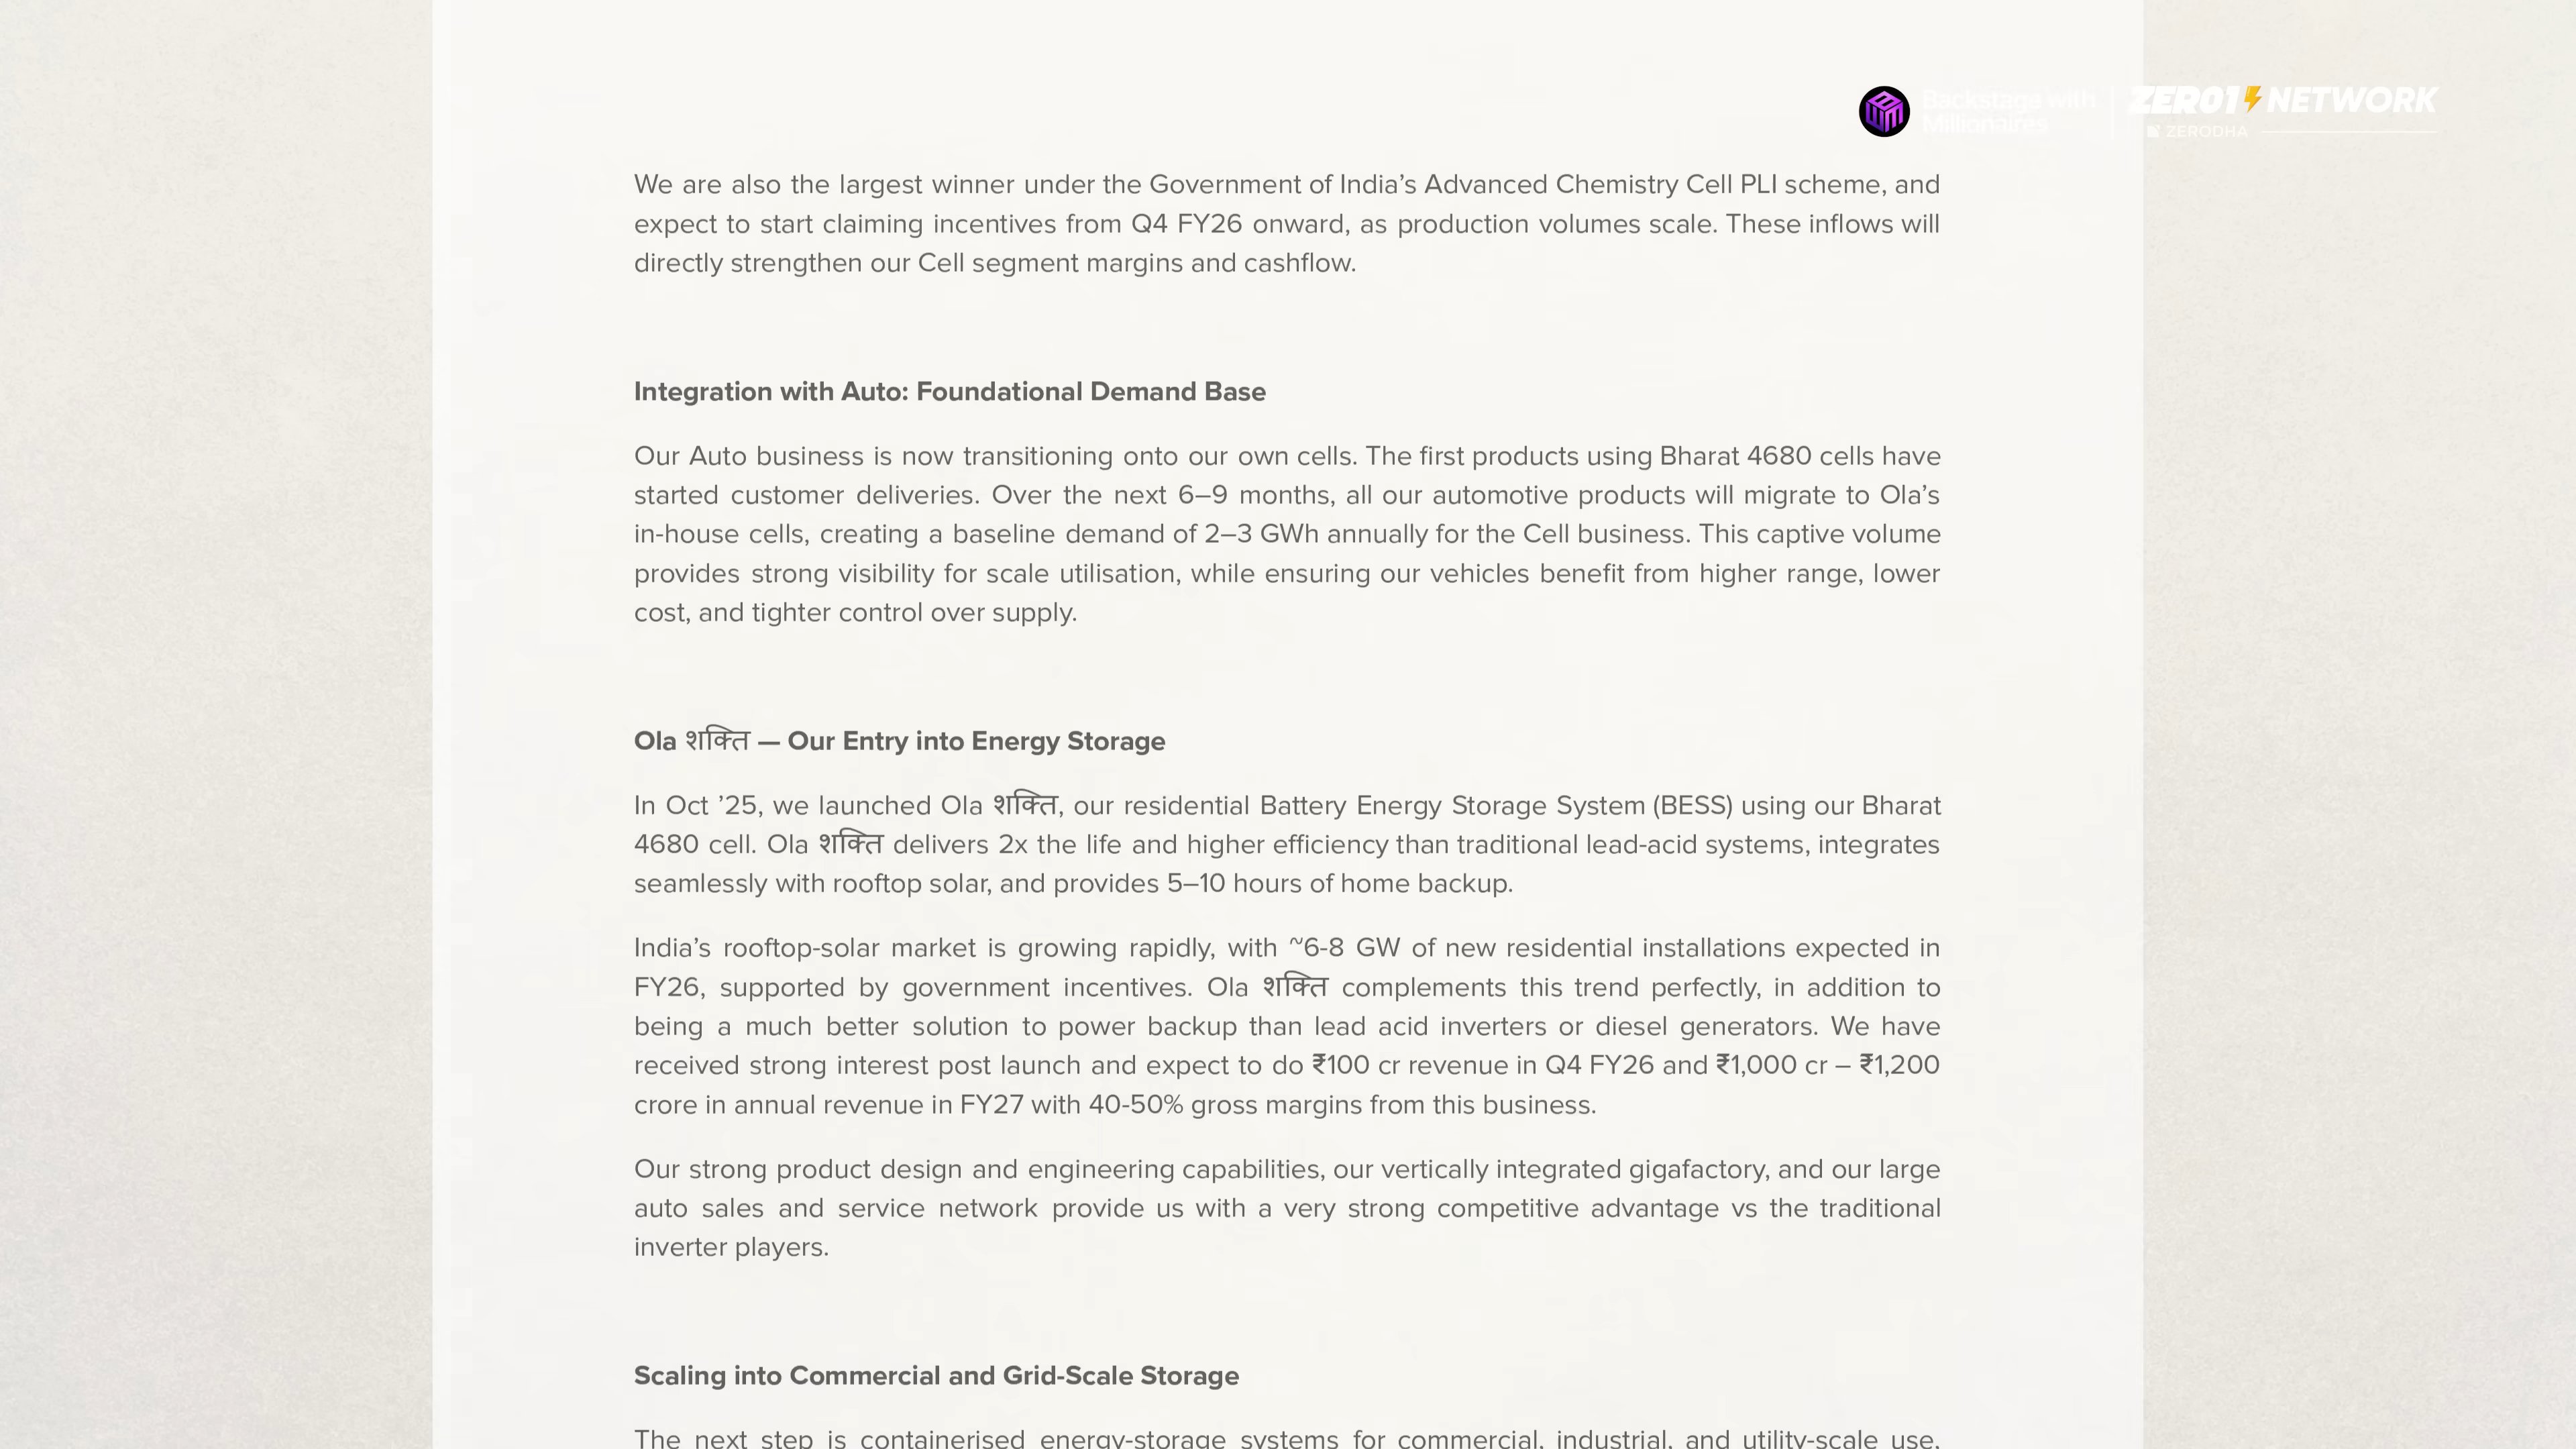 Backstage with
Millionaires
ZERO1 NETWORK
ZERODHA
We are also the largest winner under the Government of India’s Advanced Chemistry Cell PLI scheme, and
expect to start claiming incentives from Q4 FY26 onward, as production volumes scale. These inflows will
directly strengthen our Cell segment margins and cashflow.
Integration with Auto: Foundational Demand Base
Our Auto business is now transitioning onto our own cells. The first products using Bharat 4680 cells have
started customer deliveries. Over the next 6–9 months, all our automotive products will migrate to Ola’s
in-house cells, creating a baseline demand of 2–3 GWh annually for the Cell business. This captive volume
provides strong visibility for scale utilisation, while ensuring our vehicles benefit from higher range, lower
cost, and tighter control over supply.
Ola शक्ति — Our Entry into Energy Storage
In Oct ’25, we launched Ola शक्ति, our residential Battery Energy Storage System (BESS) using our Bharat
4680 cell. Ola शक्ति delivers 2x the life and higher efficiency than traditional lead-acid systems, integrates
seamlessly with rooftop solar, and provides 5–10 hours of home backup.
India’s rooftop-solar market is growing rapidly, with ~6-8 GW of new residential installations expected in
FY26, supported by government incentives. Ola शक्ति complements this trend perfectly, in addition to
being a much better solution to power backup than lead acid inverters or diesel generators. We have
received strong interest post launch and expect to do ₹100 cr revenue in Q4 FY26 and ₹1,000 cr – ₹1,200
crore in annual revenue in FY27 with 40-50% gross margins from this business.
Our strong product design and engineering capabilities, our vertically integrated gigafactory, and our large
auto sales and service network provide us with a very strong competitive advantage vs the traditional
inverter players.
Scaling into Commercial and Grid-Scale Storage
The next step is containerised energy-storage systems for commercial, industrial, and utility-scale use,